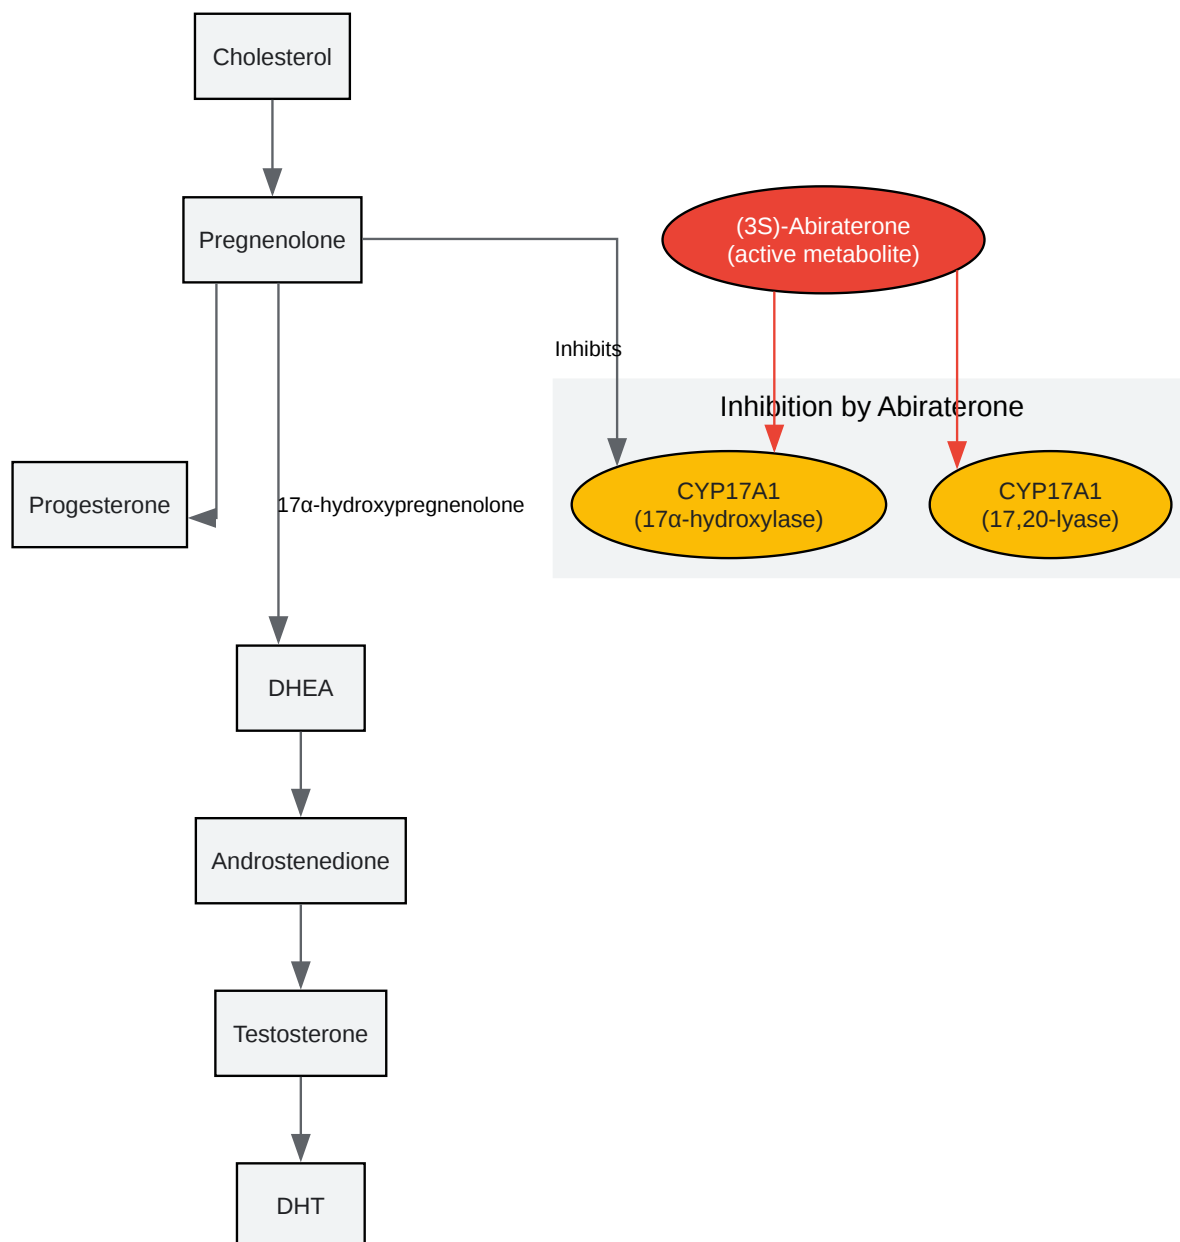 Cholesterol
Pregnenolone
(3S)-Abiraterone
(active metabolite)
Inhibits
Inhibition by Abiraterone
Progesterone
17α-hydroxypregnenolone
CYP17A1
(17α-hydroxylase)
CYP17A1
(17,20-lyase)
DHEA
Androstenedione
Testosterone
DHT